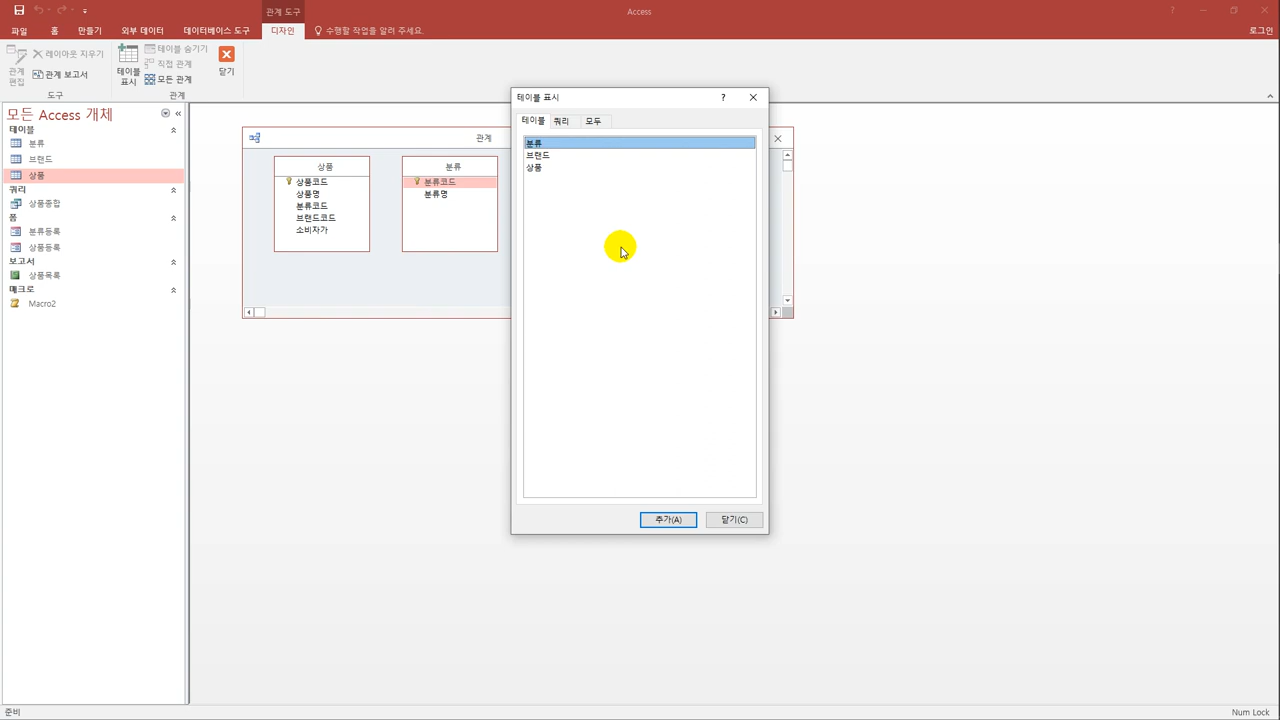 관계 도구
Access
파일
홈
만들기
외부 데이터
데이터베이스 도구
디자인
수행할 작업을 알려 주세요.
로그인
관계
편집
레이아웃 지우기
관계 보고서
도구
테이블
표시
테이블 숨기기
직접 관계
모든 관계
관계
닫기
모든 Access 개체
테이블
분류
브랜드
상품
쿼리
상품종합
폼
분류등록
상품등록
보고서
상품목록
매크로
Macro2
관계
상품
상품코드
상품명
분류코드
브랜드코드
소비자가
분류
분류코드
분류명
테이블 표시
?
테이블
쿼리
모두
분류
브랜드
상품
추가(A)
닫기(C)
준비
Num Lock